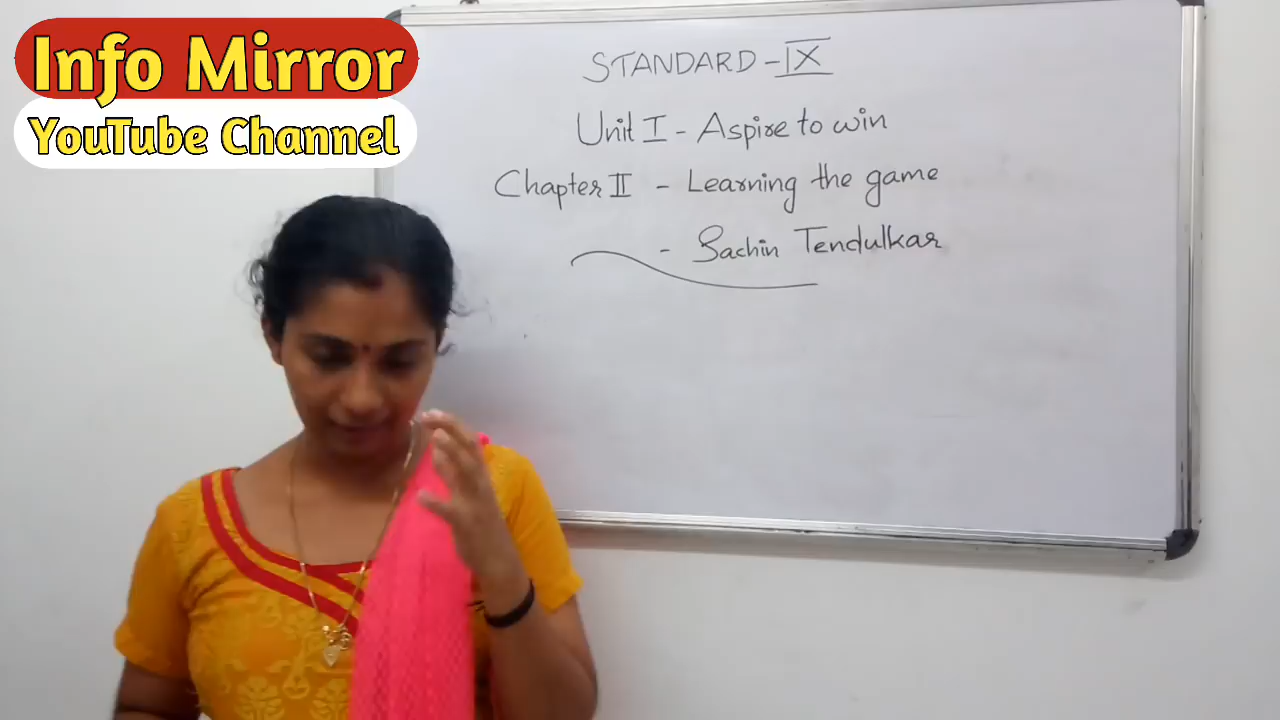 Info Mirror
YouTube Channel
STANDARD - IX
Unit I - Aspire to win
Chapter II - Learning the game
- Sachin Tendulkar